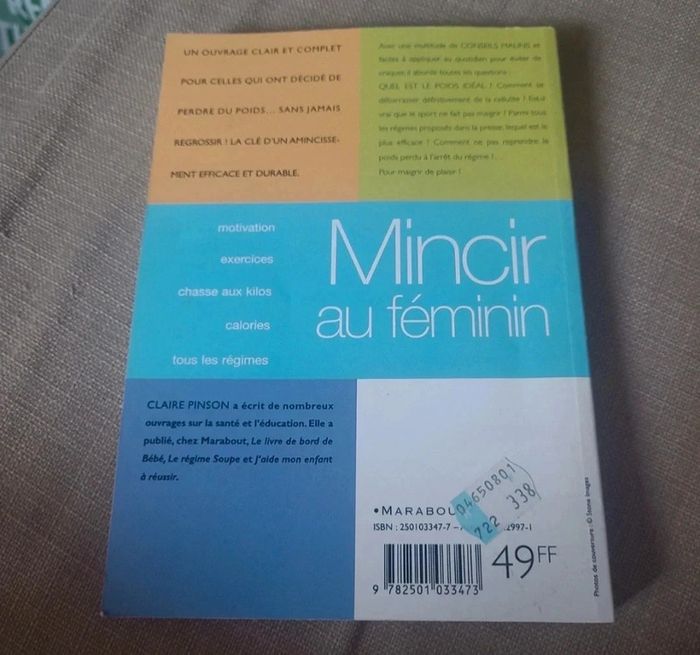 UN OUVRAGE CLAIR ET COMPLET
POUR CELLES QUI ONT DÉCIDÉ DE
PERDRE DU POIDS... SANS JAMAIS
REGROSSIR ! LA CLÉ D'UN AMINCISSE-
MENT EFFICACE ET DURABLE.
Avec une multitude de CONSEILS MALINS et
faciles à appliquer au quotidien pour éviter de
craquer, il aborde toutes les questions :
QUEL EST LE POIDS IDÉAL ? Comment se
débarrasser définitivement de la cellulite ? Est-il
vrai que le sport ne fait pas maigrir ? Parmi tous
les régimes proposés dans la presse, lequel est le
plus efficace ? Comment ne pas reprendre le
poids perdu à l'arrêt du régime ?...
Pour maigrir de plaisir !
motivation
exercices
chasse aux kilos
calories
tous les régimes
Mincir
au féminin
CLAIRE PINSON a écrit de nombreux
ouvrages sur la santé et l'éducation. Elle a
publié, chez Marabout, Le livre de bord de
Bébé, Le régime Soupe et J'aide mon enfant
à réussir.
• MARABOU
04650801
722 338
ISBN : 250103347-7 – 2997-1
49FF
9 782501 033473
Photos de couverture : © Stone Images